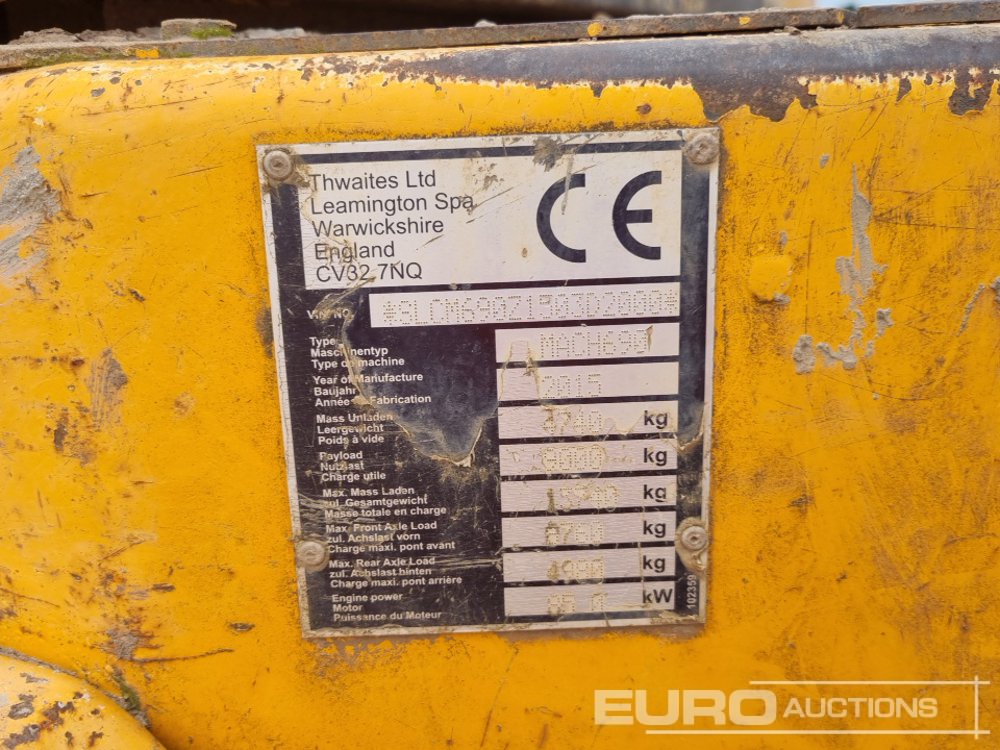 Thwaites Ltd
Leamington Spa
Warwickshire
England
CV32 7NQ
CE
VIN NO.
Type
Maschinentyp
Type de machine
MACH690
Year of Manufacture
Baujahr
Année de Fabrication
2015
Mass Unladen
Leergewicht
Poids à vide
kg
Payload
Nutzlast
Charge utile
9000 kg
Max. Mass Laden
zul. Gesamtgewicht
Masse totale en charge
kg
Max. Front Axle Load
zul. Achslast vorn
Charge maxi. pont avant
kg
Max. Rear Axle Load
zul. Achslast hinten
Charge maxi. pont arrière
kg
Engine power
Motor
Puissance du Moteur
kW
102359
EURO AUCTIONS